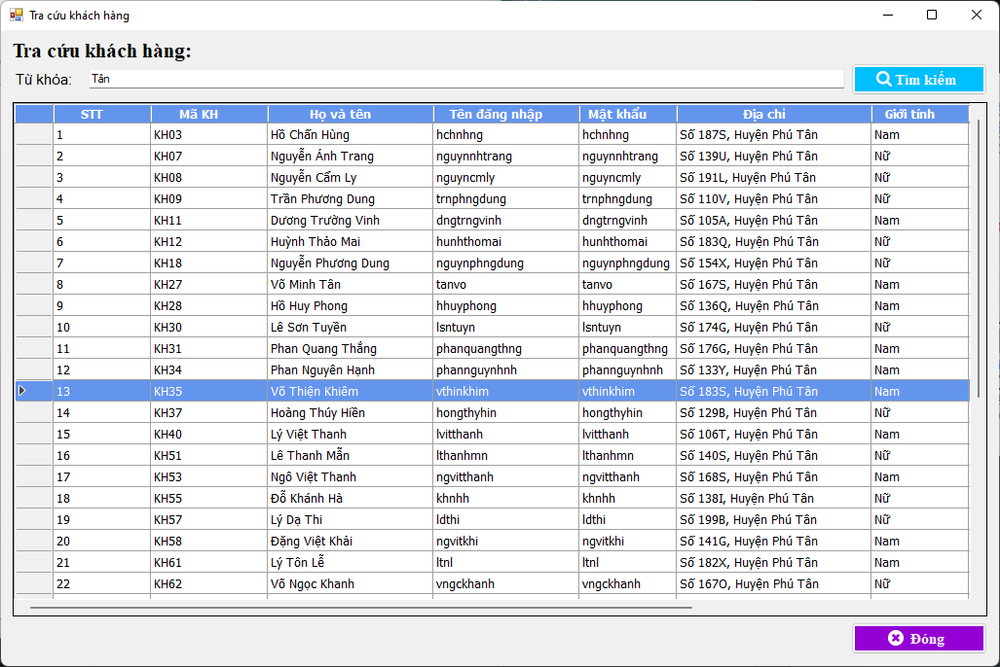 Tra cứu khách hàng
Tra cứu khách hàng:
Từ khóa: Tân Tìm kiếm
STT Mã KH Họ và tên Tên đăng nhập Mật khẩu Địa chỉ Giới tính
1 KH03 Hồ Chấn Hùng hchnhng hchnhng Số 187S, Huyện Phú Tân Nam
2 KH07 Nguyễn Ánh Trang nguynnhtrang nguynnhtrang Số 139U, Huyện Phú Tân Nữ
3 KH08 Nguyễn Cẩm Ly nguyncmly nguyncmly Số 191L, Huyện Phú Tân Nữ
4 KH09 Trần Phương Dung trnphngdung trnphngdung Số 110V, Huyện Phú Tân Nữ
5 KH11 Dương Trường Vinh dngtrngvinh dngtrngvinh Số 105A, Huyện Phú Tân Nam
6 KH12 Huỳnh Thảo Mai hunhthomai hunhthomai Số 183Q, Huyện Phú Tân Nữ
7 KH18 Nguyễn Phương Dung nguynphngdung nguynphngdung Số 154X, Huyện Phú Tân Nữ
8 KH27 Võ Minh Tân tanvo tanvo Số 167S, Huyện Phú Tân Nam
9 KH28 Hồ Huy Phong hhuyphong hhuyphong Số 136Q, Huyện Phú Tân Nam
10 KH30 Lê Sơn Tuyền lsntuyn lsntuyn Số 174G, Huyện Phú Tân Nữ
11 KH31 Phan Quang Thắng phanquangthng phanquangthng Số 176G, Huyện Phú Tân Nam
12 KH34 Phan Nguyên Hạnh phannguynhnh phannguynhnh Số 133Y, Huyện Phú Tân Nam
13 KH35 Võ Thiện Khiêm vthinkhim vthinkhim Số 183S, Huyện Phú Tân Nam
14 KH37 Hoàng Thúy Hiền hongthyhin hongthyhin Số 129B, Huyện Phú Tân Nữ
15 KH40 Lý Việt Thanh lvitthanh lvitthanh Số 106T, Huyện Phú Tân Nam
16 KH51 Lê Thanh Mẫn lthanhmn lthanhmn Số 140S, Huyện Phú Tân Nữ
17 KH53 Ngô Việt Thanh ngvitthanh ngvitthanh Số 168S, Huyện Phú Tân Nam
18 KH55 Đỗ Khánh Hà khnhh khnhh Số 138I, Huyện Phú Tân Nữ
19 KH57 Lý Dạ Thi ldthi ldthi Số 199B, Huyện Phú Tân Nữ
20 KH58 Đặng Việt Khải ngvitkhi ngvitkhi Số 141G, Huyện Phú Tân Nam
21 KH61 Lý Tôn Lễ ltnl ltnl Số 182X, Huyện Phú Tân Nam
22 KH62 Võ Ngọc Khanh vngckhanh vngckhanh Số 167O, Huyện Phú Tân Nữ
Đóng